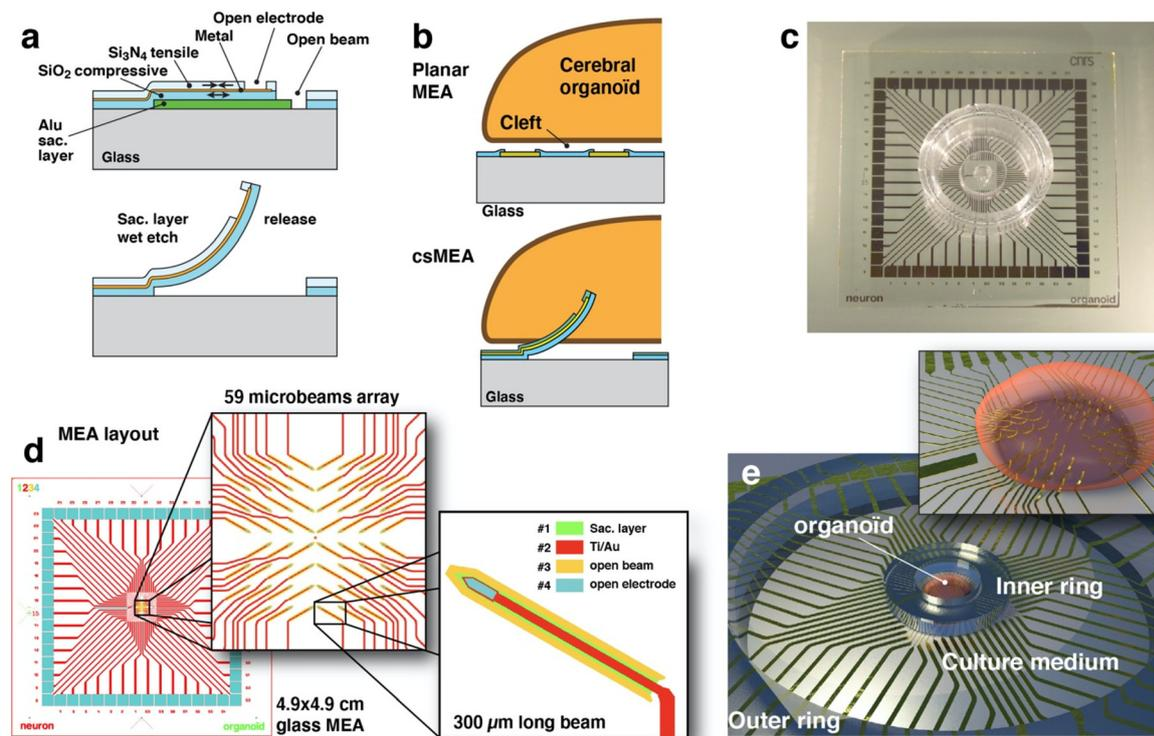 a
Open electrode
Metal
Open beam
Si3N4 tensile
SiO2 compressive
Alu
sac.
layer
Glass
Sac. layer
wet etch
release
b
Planar
MEA
Cerebral
organoïd
Cleft
Glass
csMEA
Glass
c
cnrs
neuron
organoid
d
MEA layout
59 microbeams array
1234
neuron
organoïd
4.9x4.9 cm
glass MEA
#1 Sac. layer
#2 Ti/Au
#3 open beam
#4 open electrode
300 µm long beam
e
organoïd
Inner ring
Culture medium
Outer ring